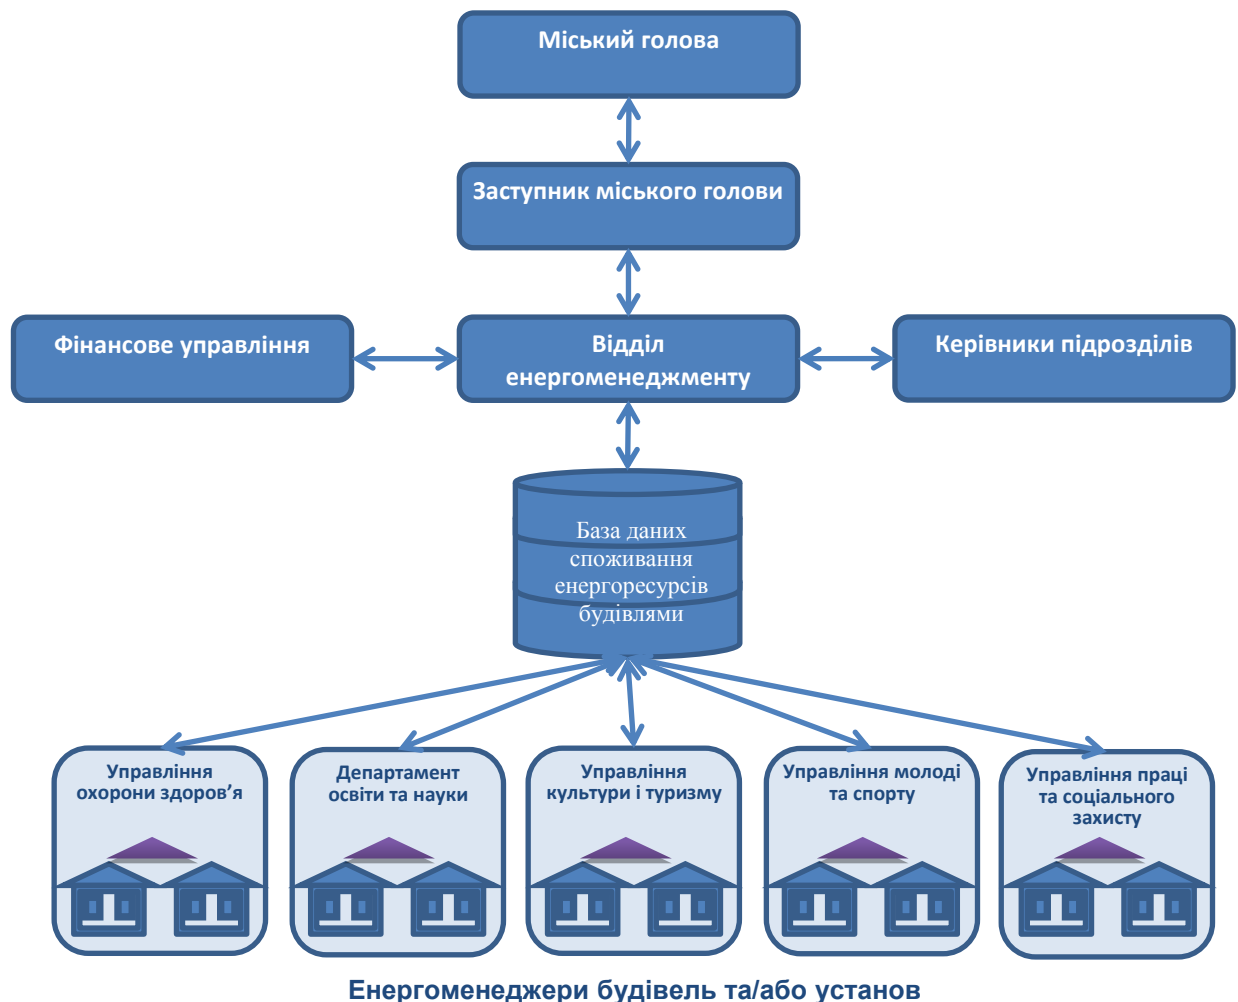 Міський голова
Заступник міського голови
Фінансове управління
Відділ
енергоменеджменту
Керівники підрозділів
База даних
споживання
енергоресурсів
будівлями
Управління
охорони здоров’я
Департамент
освіти та науки
Управління
культури і туризму
Управління молоді
та спорту
Управління праці
та соціального
захисту
Енергоменеджери будівель та/або установ